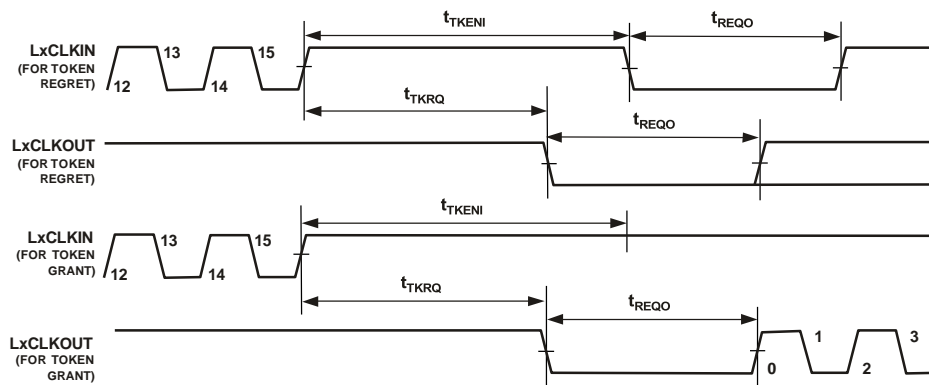 tTKENI
tREQO
LxCLKIN
(FOR TOKEN
REGRET)
13
15
12
14
tTKRQ
tREQO
LxCLKOUT
(FOR TOKEN
REGRET)
tTKENI
LxCLKIN
(FOR TOKEN
GRANT)
13
15
12
14
tTKRQ
tREQO
LxCLKOUT
(FOR TOKEN
GRANT)
1
3
0
2